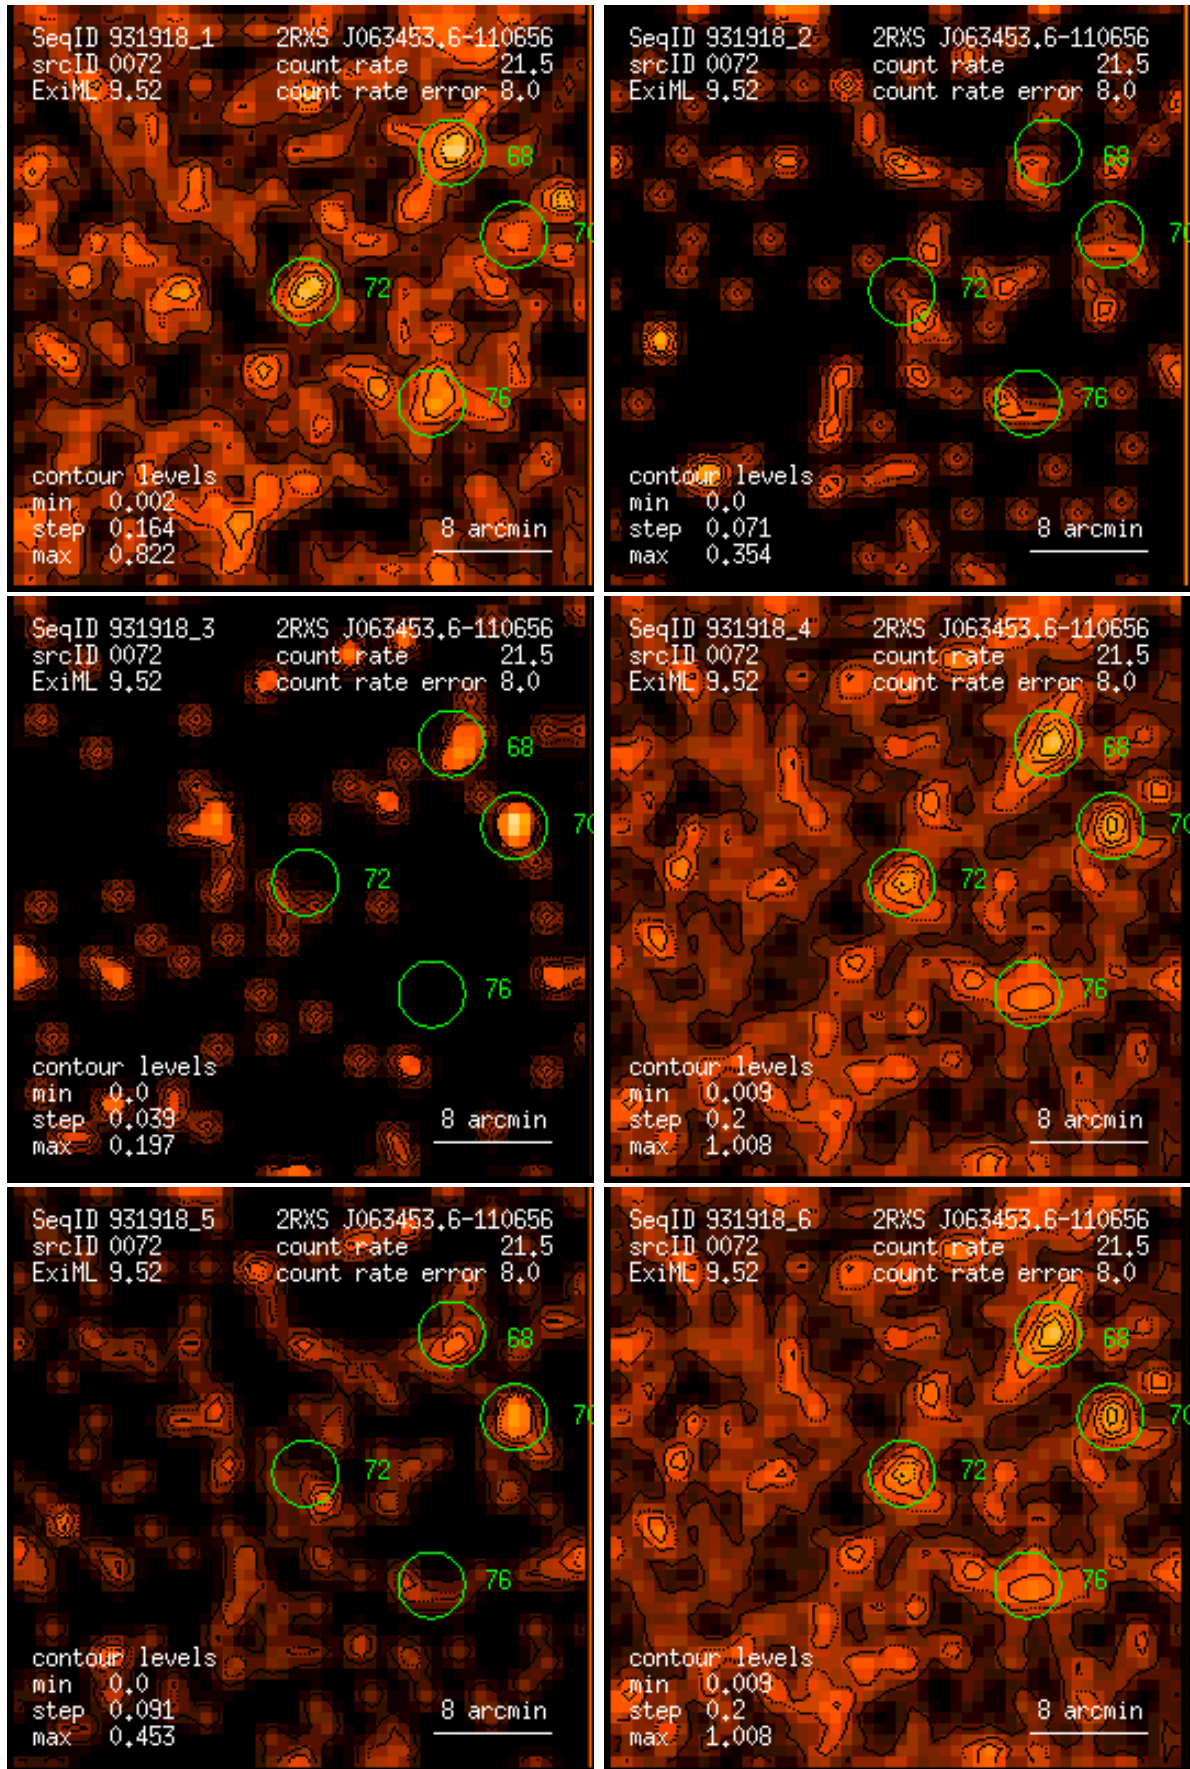 SeqID 931918_1 2RXS J063453.6-110656
srcID 0072 count rate 21.5
ExiML 9.52 count rate error 8.0
68
70
72
76
contour levels
min 0.002
step 0.164
max 0.822
8 arcmin
SeqID 931918_2 2RXS J063453.6-110656
srcID 0072 count rate 21.5
ExiML 9.52 count rate error 8.0
68
70
72
76
contour levels
min 0.0
step 0.071
max 0.354
8 arcmin
SeqID 931918_3 2RXS J063453.6-110656
srcID 0072 count rate 21.5
ExiML 9.52 count rate error 8.0
68
70
72
76
contour levels
min 0.0
step 0.039
max 0.197
8 arcmin
SeqID 931918_4 2RXS J063453.6-110656
srcID 0072 count rate 21.5
ExiML 9.52 count rate error 8.0
68
70
72
76
contour levels
min 0.009
step 0.2
max 1.008
8 arcmin
SeqID 931918_5 2RXS J063453.6-110656
srcID 0072 count rate 21.5
ExiML 9.52 count rate error 8.0
68
70
72
76
contour levels
min 0.0
step 0.091
max 0.453
8 arcmin
SeqID 931918_6 2RXS J063453.6-110656
srcID 0072 count rate 21.5
ExiML 9.52 count rate error 8.0
68
70
72
76
contour levels
min 0.009
step 0.2
max 1.008
8 arcmin